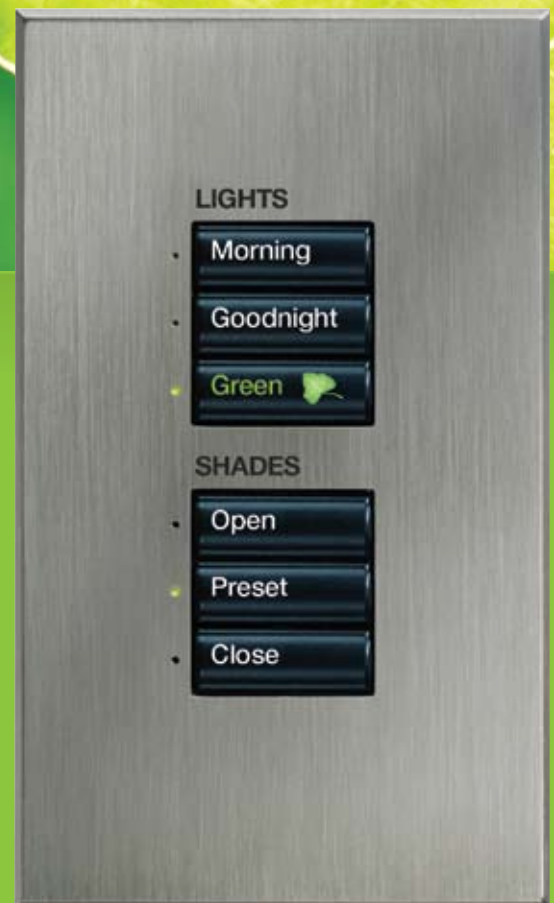 LIGHTS
Morning
Goodnight
Green
SHADES
Open
Preset
Close